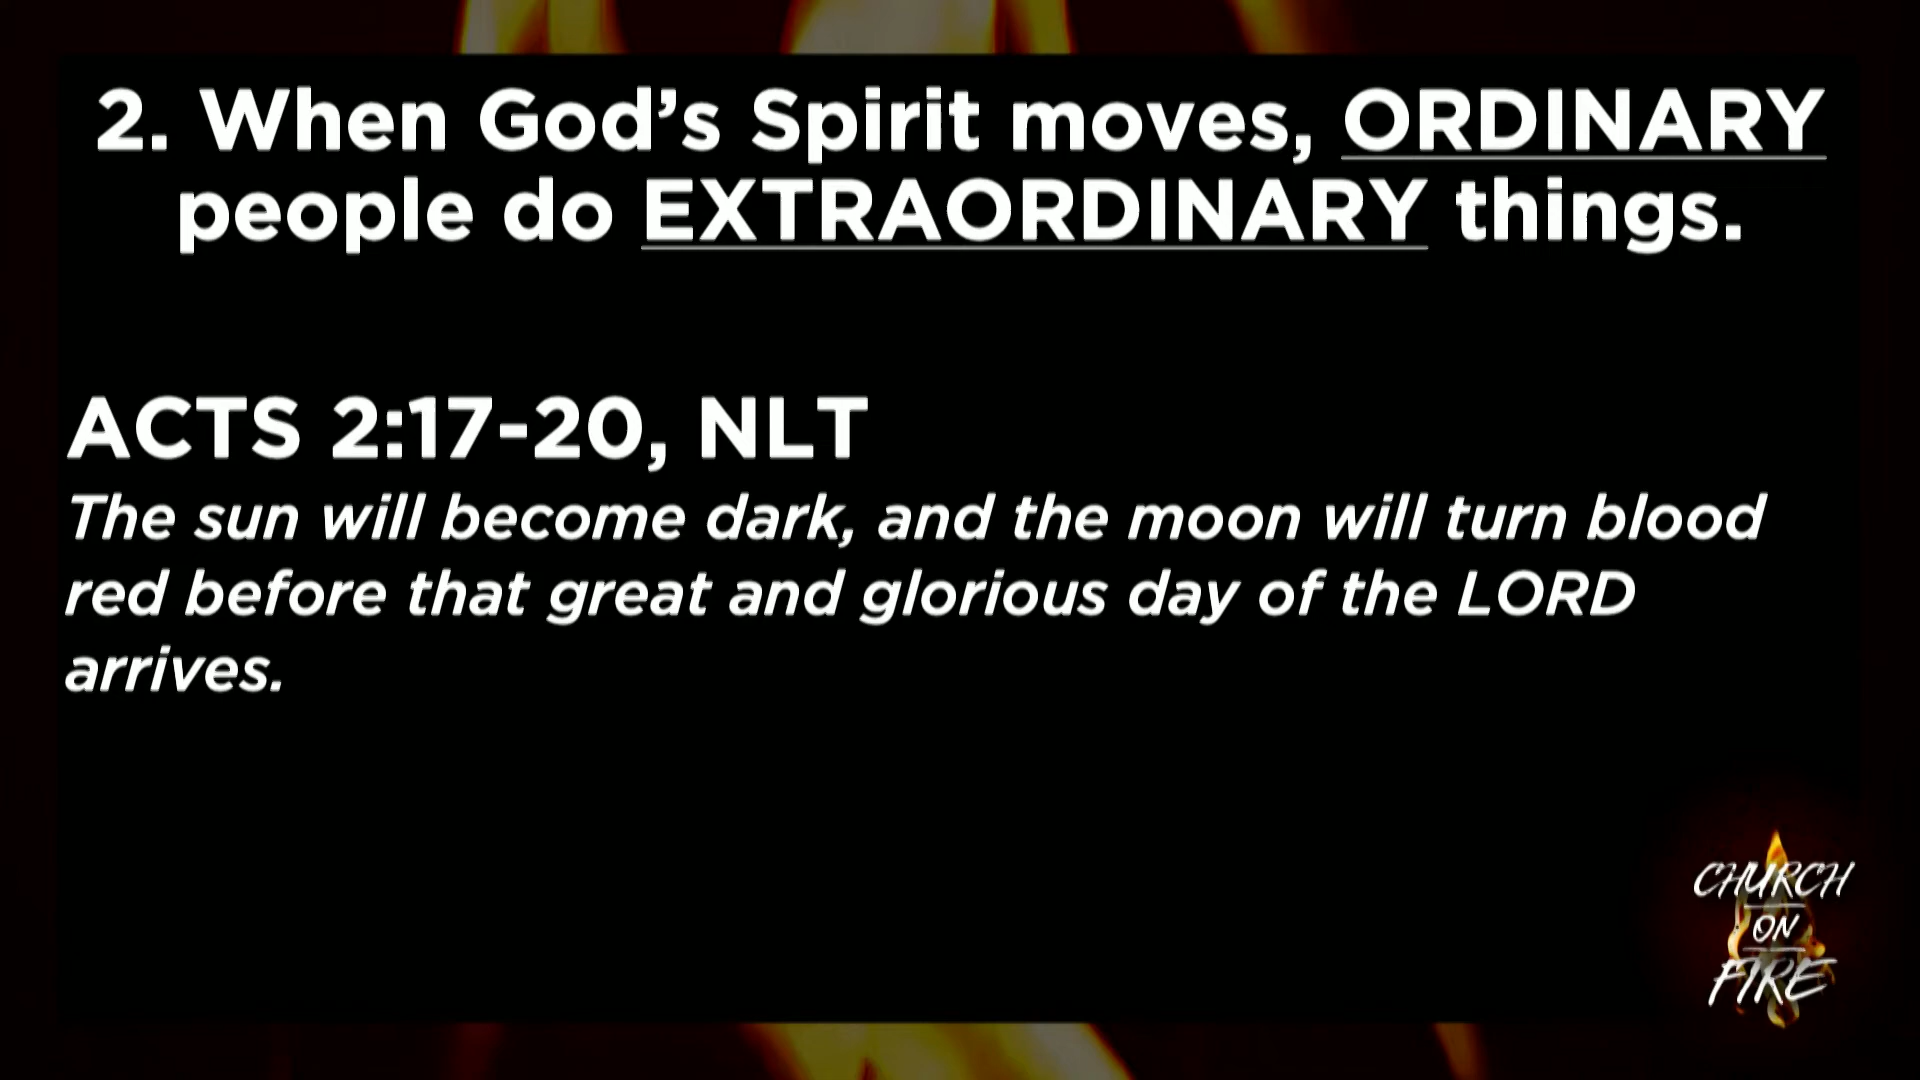 2. When God’s Spirit moves, ORDINARY
people do EXTRAORDINARY things.
ACTS 2:17-20, NLT
The sun will become dark, and the moon will turn blood
red before that great and glorious day of the LORD
arrives.
CHURCH
ON
FIRE